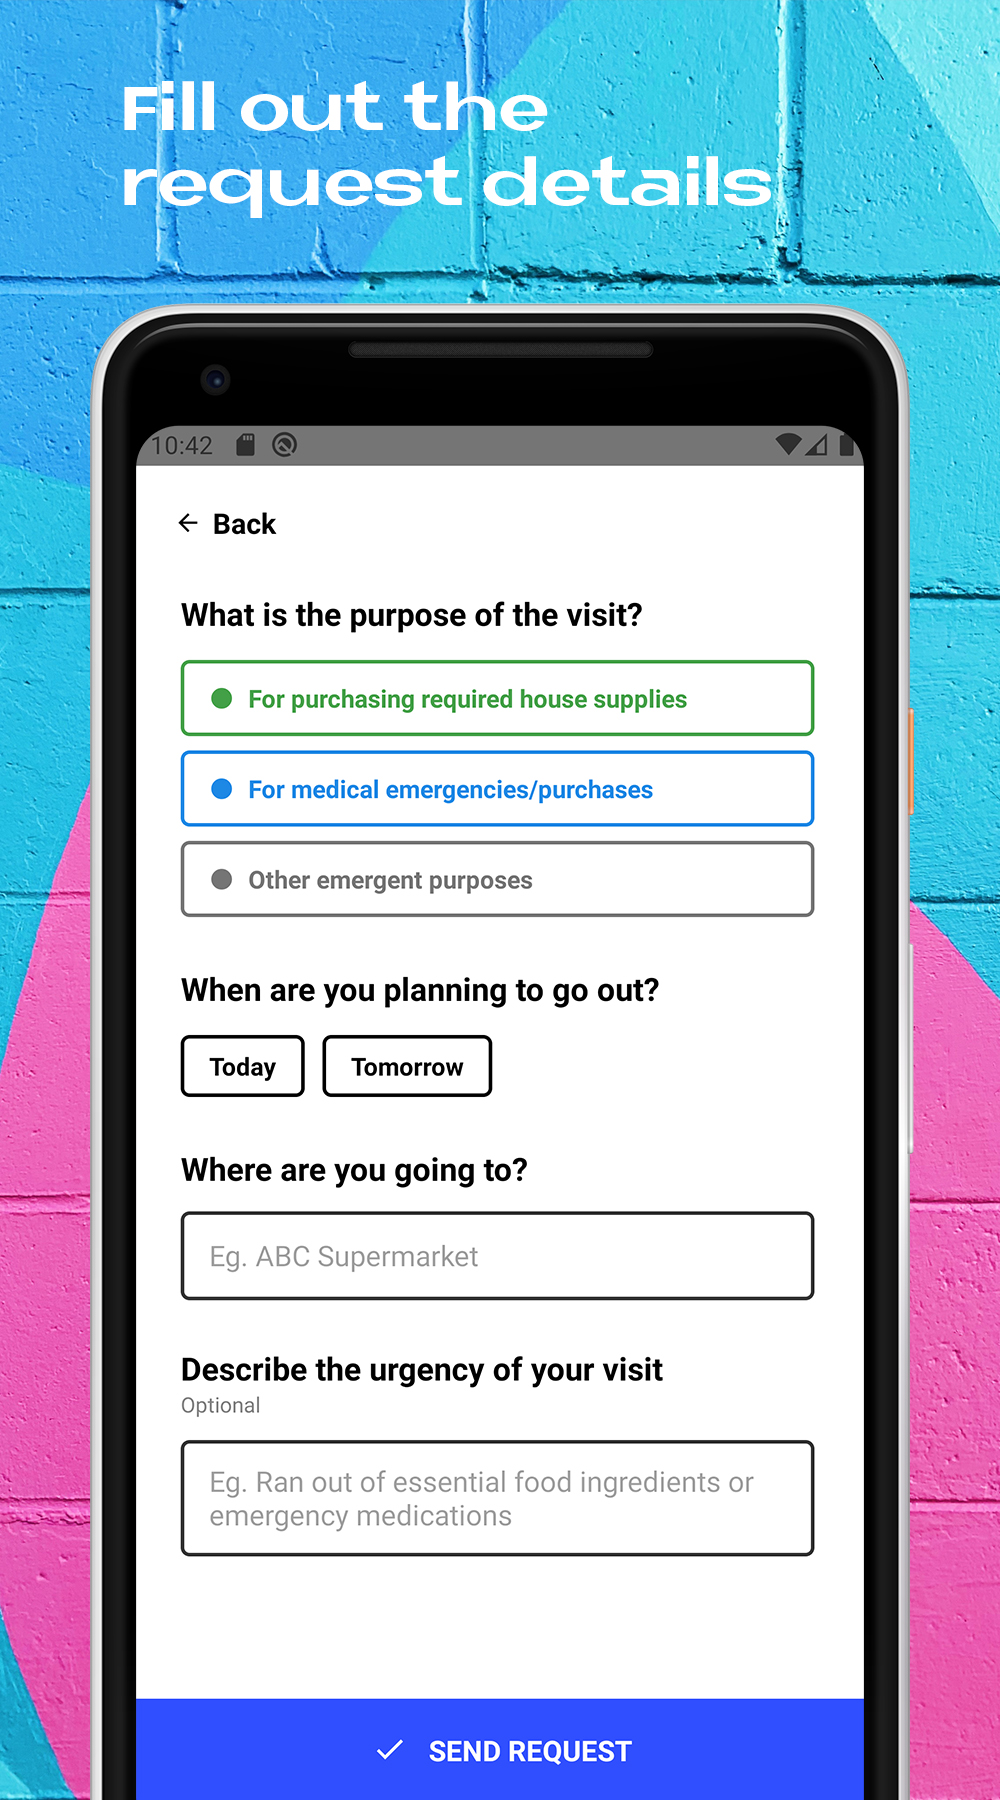 Fill out the
request details
10:42
Back
What is the purpose of the visit?
For purchasing required house supplies
For medical emergencies/purchases
Other emergent purposes
When are you planning to go out?
Today
Tomorrow
Where are you going to?
Eg. ABC Supermarket
Describe the urgency of your visit
Optional
Eg. Ran out of essential food ingredients or
emergency medications
SEND REQUEST